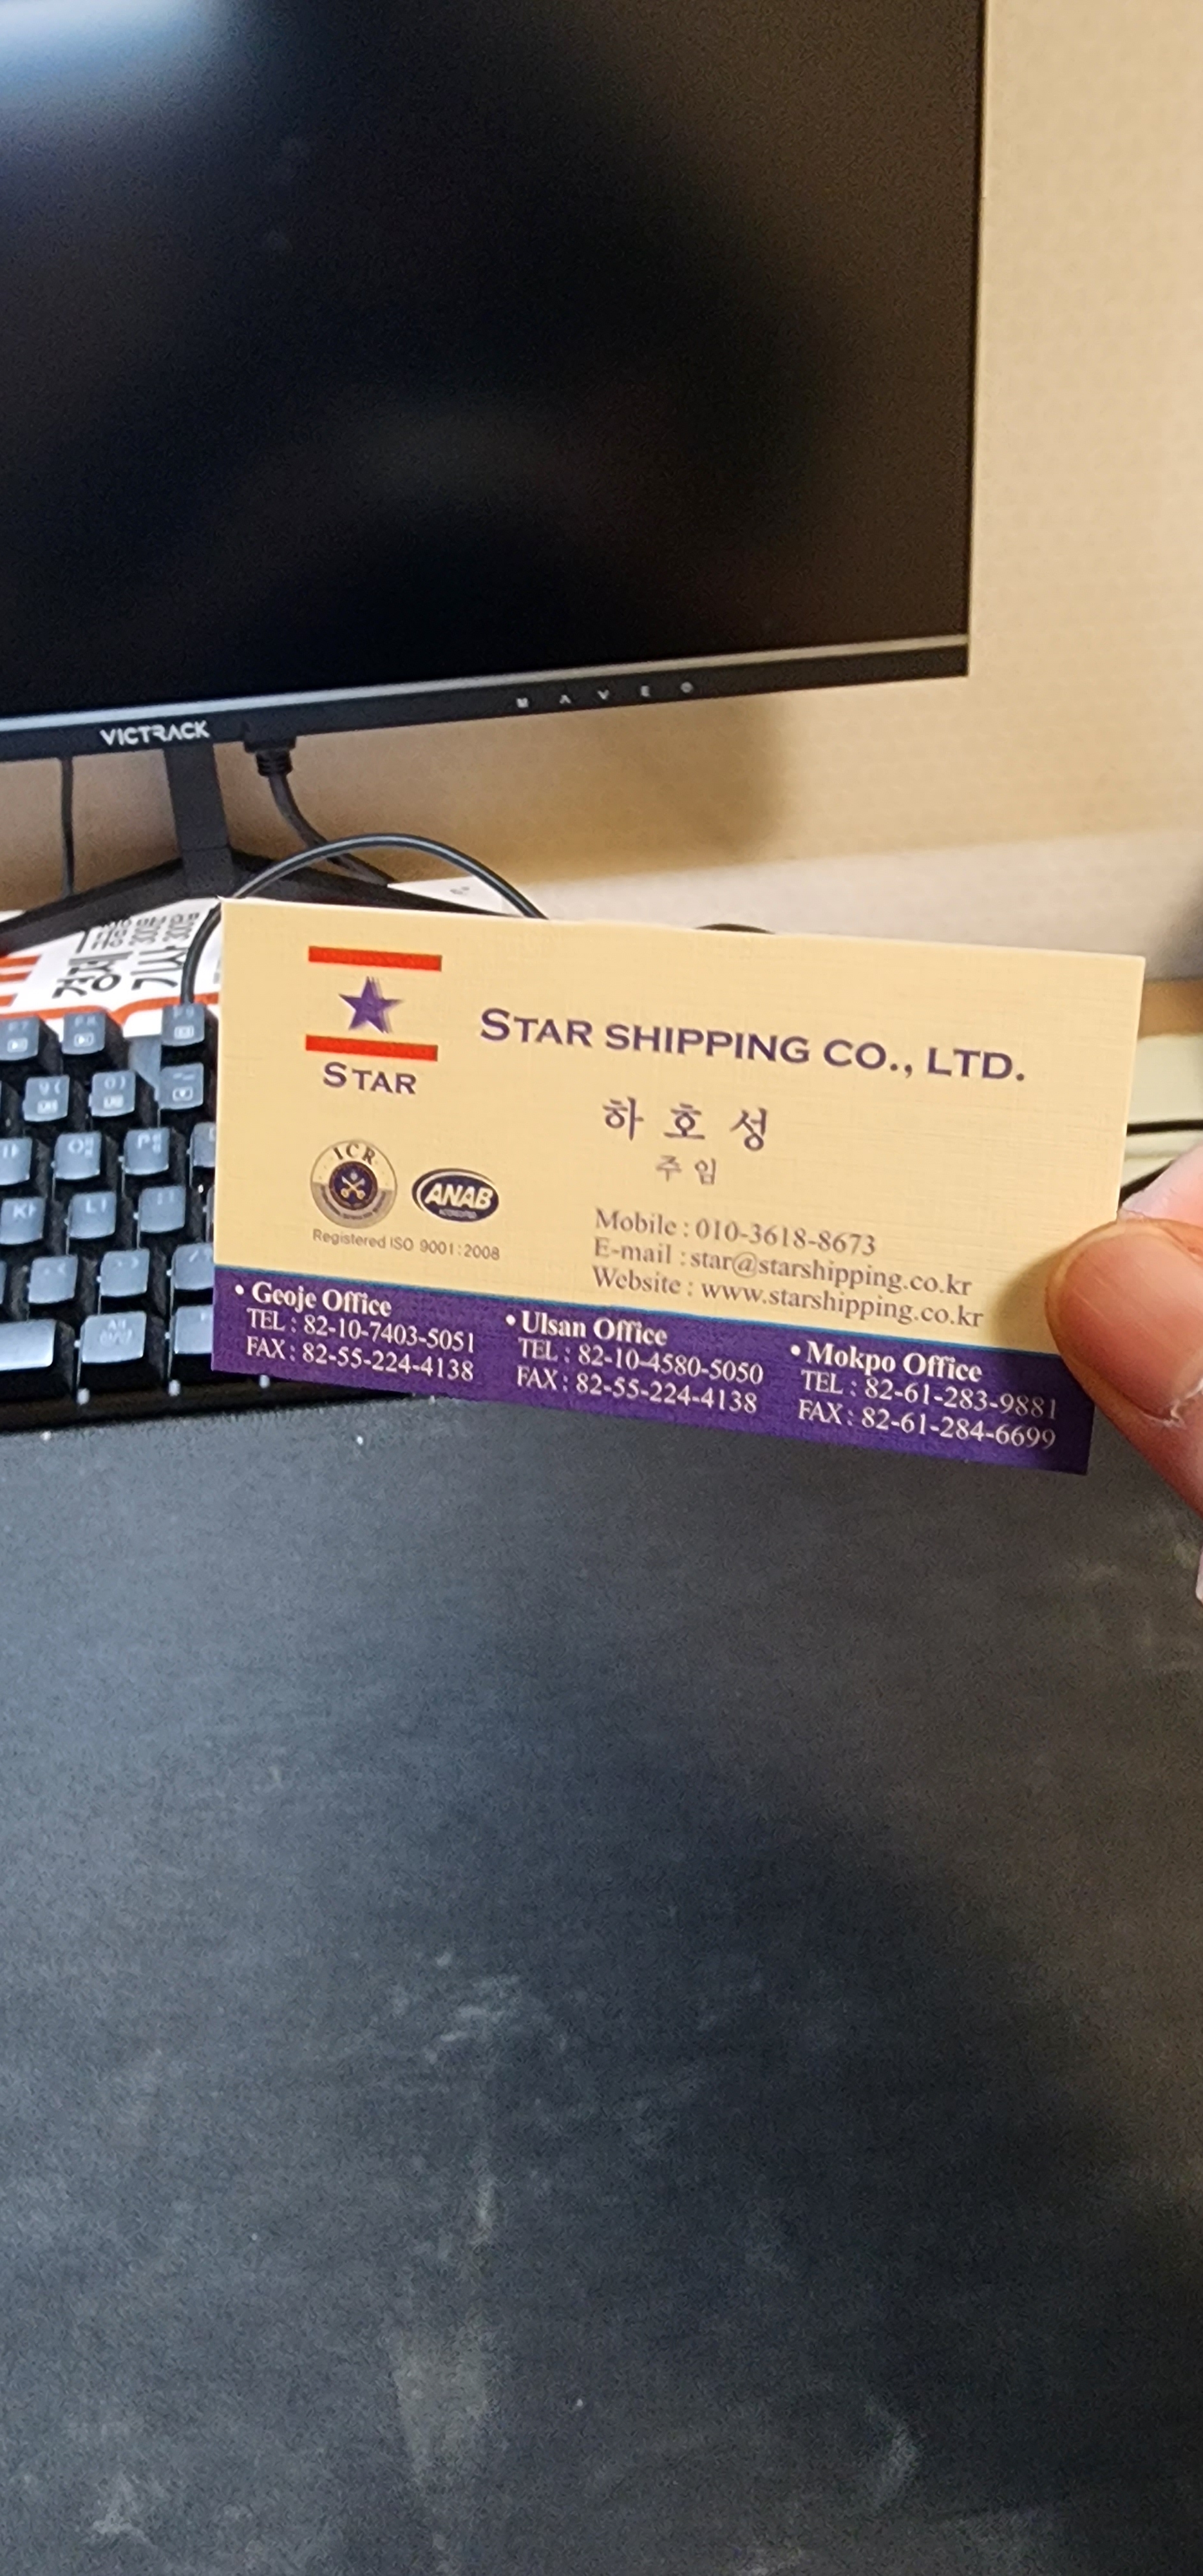 VICTRACK
M A V E
STAR
STAR SHIPPING CO., LTD.
하 호 성
주 임
ICR
ANAB
Registered ISO 9001:2008
Mobile : 010-3618-8673
E-mail : star@starshipping.co.kr
Website : www.starshipping.co.kr
• Geoje Office
TEL : 82-10-7403-5051
FAX : 82-55-224-4138
• Ulsan Office
TEL : 82-10-4580-5050
FAX : 82-55-224-4138
• Mokpo Office
TEL : 82-61-283-9881
FAX : 82-61-284-6699